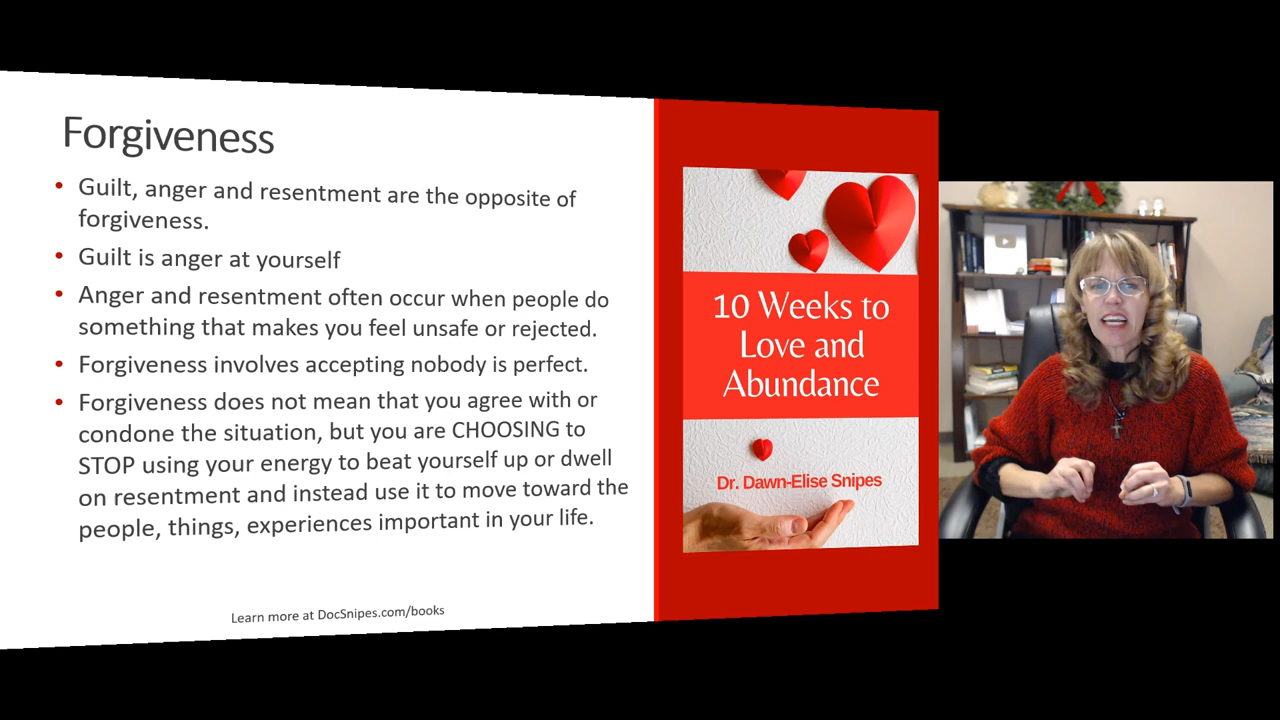 Forgiveness
• Guilt, anger and resentment are the opposite of
forgiveness.
• Guilt is anger at yourself
• Anger and resentment often occur when people do
something that makes you feel unsafe or rejected.
• Forgiveness involves accepting nobody is perfect.
• Forgiveness does not mean that you agree with or
condone the situation, but you are CHOOSING to
STOP using your energy to beat yourself up or dwell
on resentment and instead use it to move toward the
people, things, experiences important in your life.
Learn more at DocSnipes.com/books
10 Weeks to
Love and
Abundance
Dr. Dawn-Elise Snipes